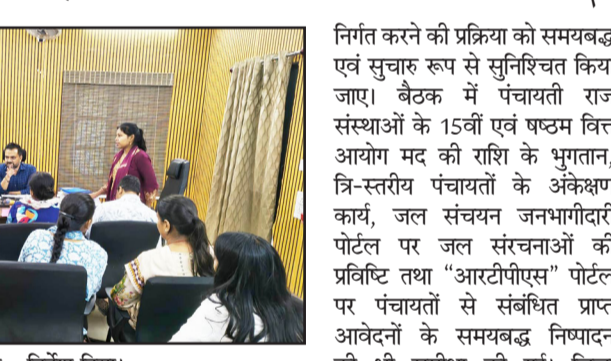 निर्गत करने की प्रक्रिया को समयबद्ध
एवं सुचारु रूप से सुनिश्चित किया
जाए। बैठक में पंचायती राज
संस्थाओं के 15वीं एवं षष्ठम वित्त
आयोग मद की राशि के भुगतान,
त्रि-स्तरीय पंचायतों के अंकेक्षण
कार्य, जल संचयन जनभागीदारी
पोर्टल पर जल संरचनाओं की
प्रविष्टि तथा “आरटीपीएस” पोर्टल
पर पंचायतों से संबंधित प्राप्त
आवेदनों के समयबद्ध निष्पादन